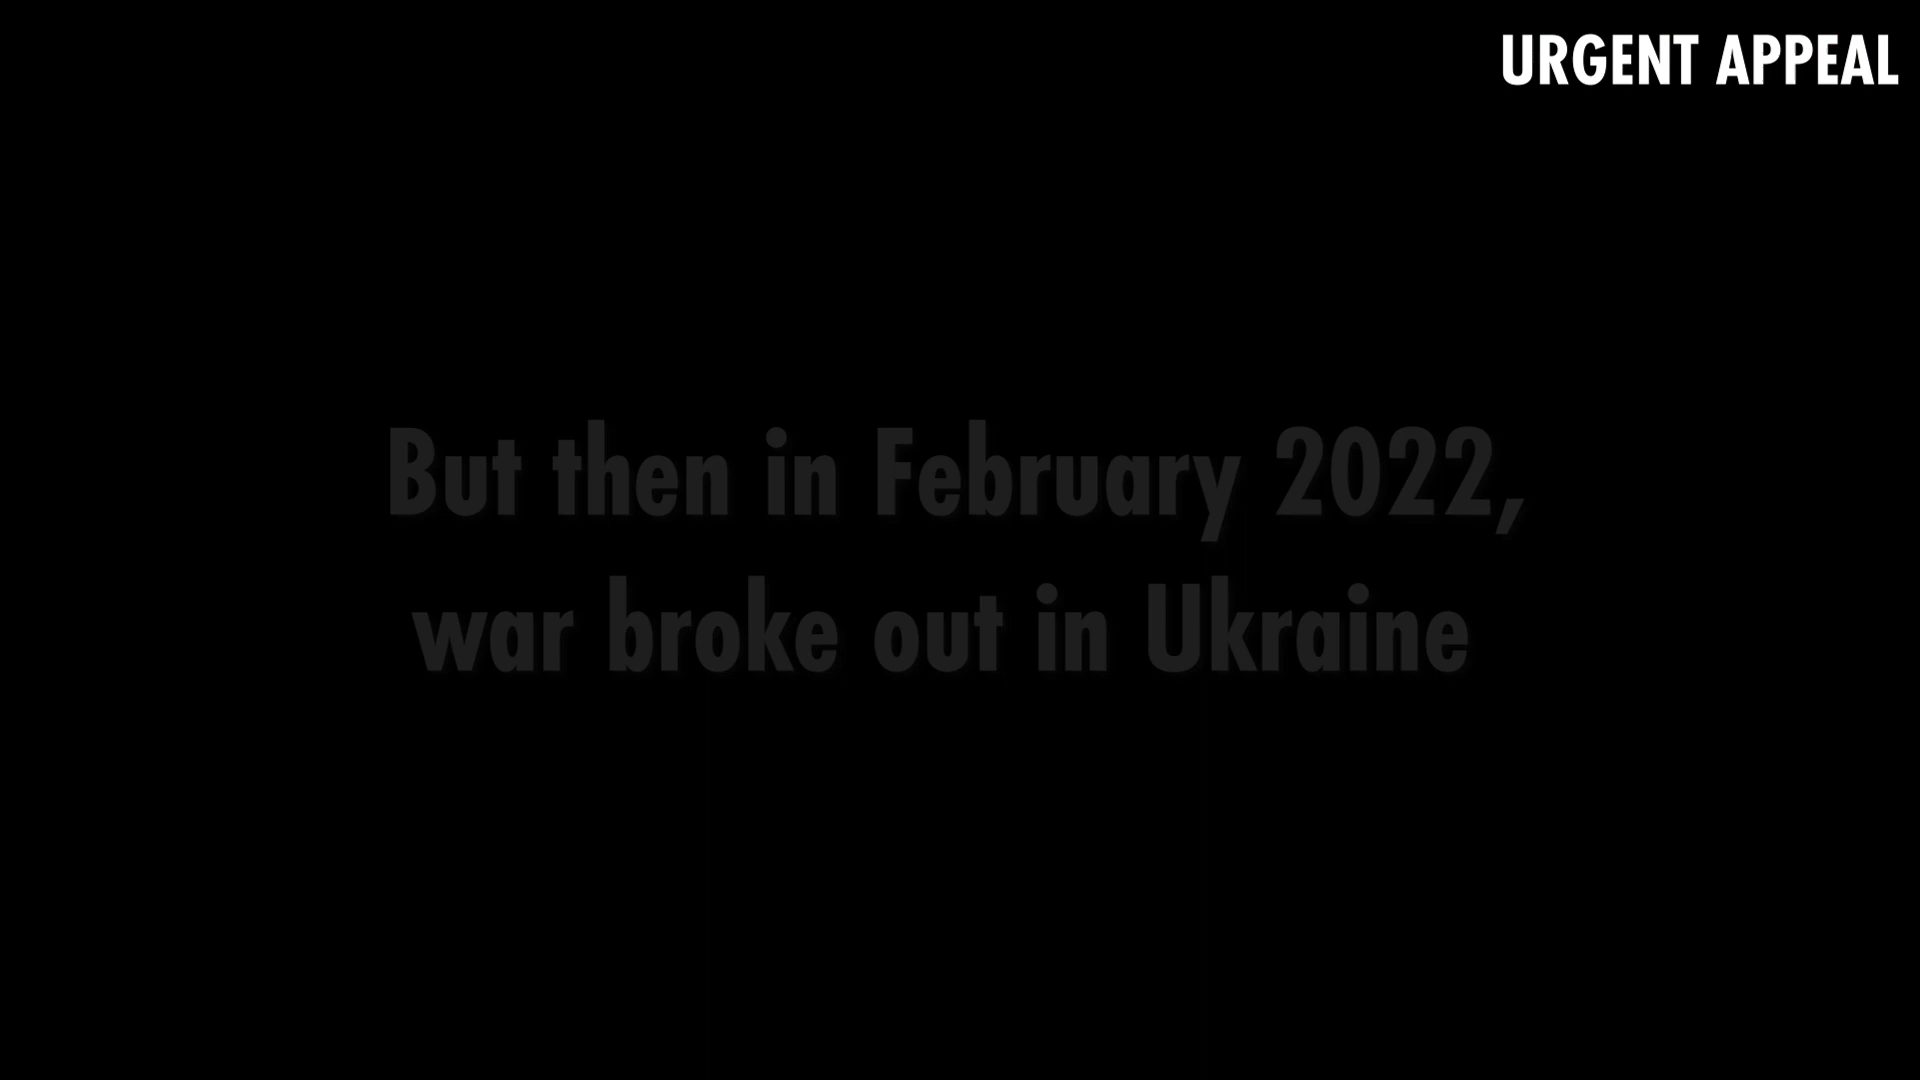 URGENT APPEAL
But then in February 2022,
war broke out in Ukraine